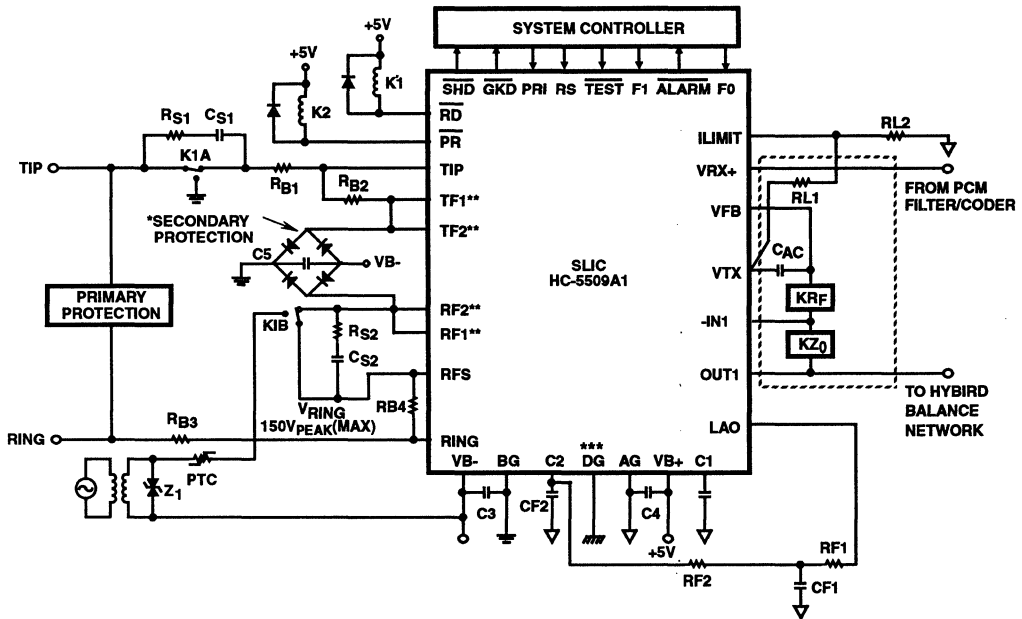 SYSTEM CONTROLLER
+5V
+5V
K1
K2
SHD GKD PRI RS TEST F1 ALARM F0
RD
PR
ILIMIT
RL2
RS1
CS1
K1A
TIP
TIP
RB1
RB2
VRX+
FROM PCM
FILTER/CODER
RL1
TF1**
VFB
*SECONDARY
PROTECTION
TF2**
C5
VB-
CAC
VTX
SLIC
HC-5509A1
PRIMARY
PROTECTION
KRF
KIB
RF2**
RS2
RF1**
-IN1
CS2
KZ0
RFS
OUT1
VRING
150VPEAK(MAX)
RB4
TO HYBIRD
BALANCE
NETWORK
RB3
LAO
RING
RING
***
VB- BG C2 DG AG VB+ C1
PTC
Z1
C3
CF2
C4
+5V
RF1
RF2
CF1